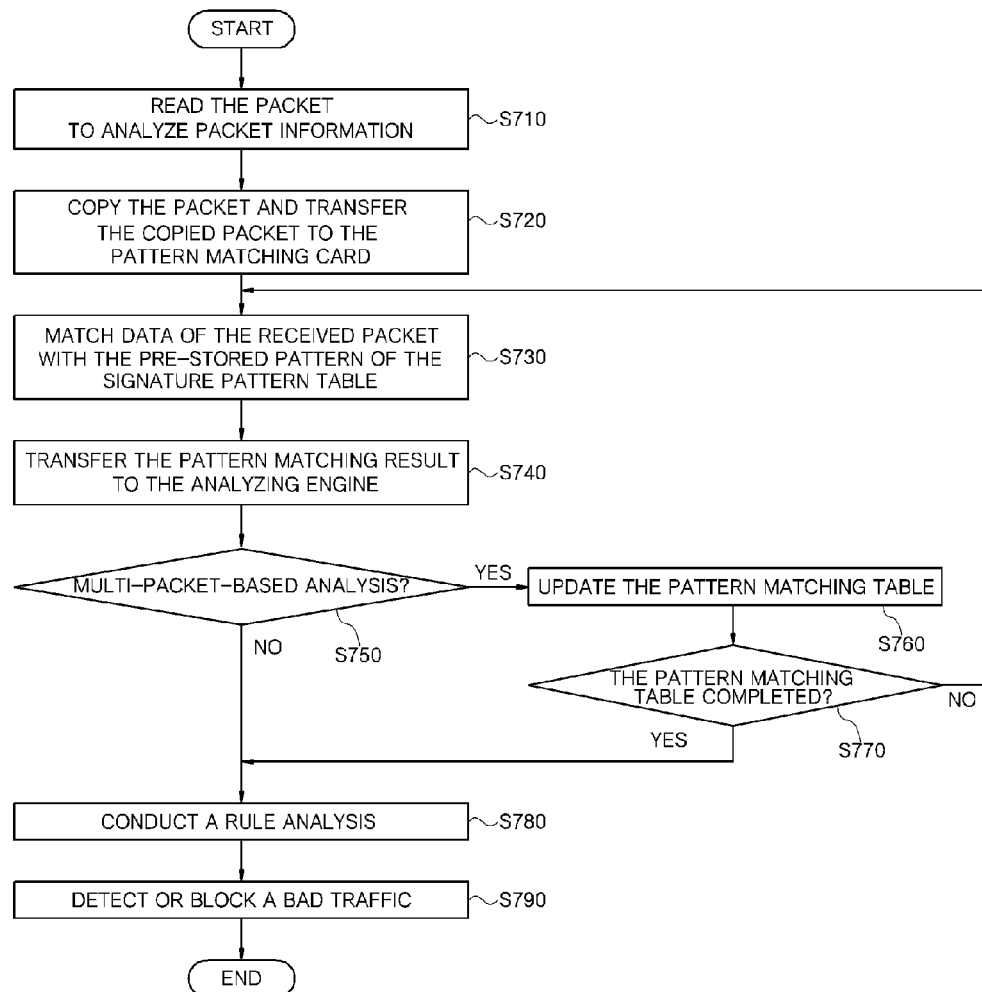 START
READ THE PACKET
TO ANALYZE PACKET INFORMATION
S710
COPY THE PACKET AND TRANSFER
THE COPIED PACKET TO THE
PATTERN MATCHING CARD
S720
MATCH DATA OF THE RECEIVED PACKET
WITH THE PRE-STORED PATTERN OF THE
SIGNATURE PATTERN TABLE
S730
TRANSFER THE PATTERN MATCHING RESULT
TO THE ANALYZING ENGINE
S740
MULTI-PACKET-BASED ANALYSIS?
S750
YES
NO
UPDATE THE PATTERN MATCHING TABLE
S760
THE PATTERN MATCHING
TABLE COMPLETED?
S770
NO
YES
CONDUCT A RULE ANALYSIS
S780
DETECT OR BLOCK A BAD TRAFFIC
S790
END